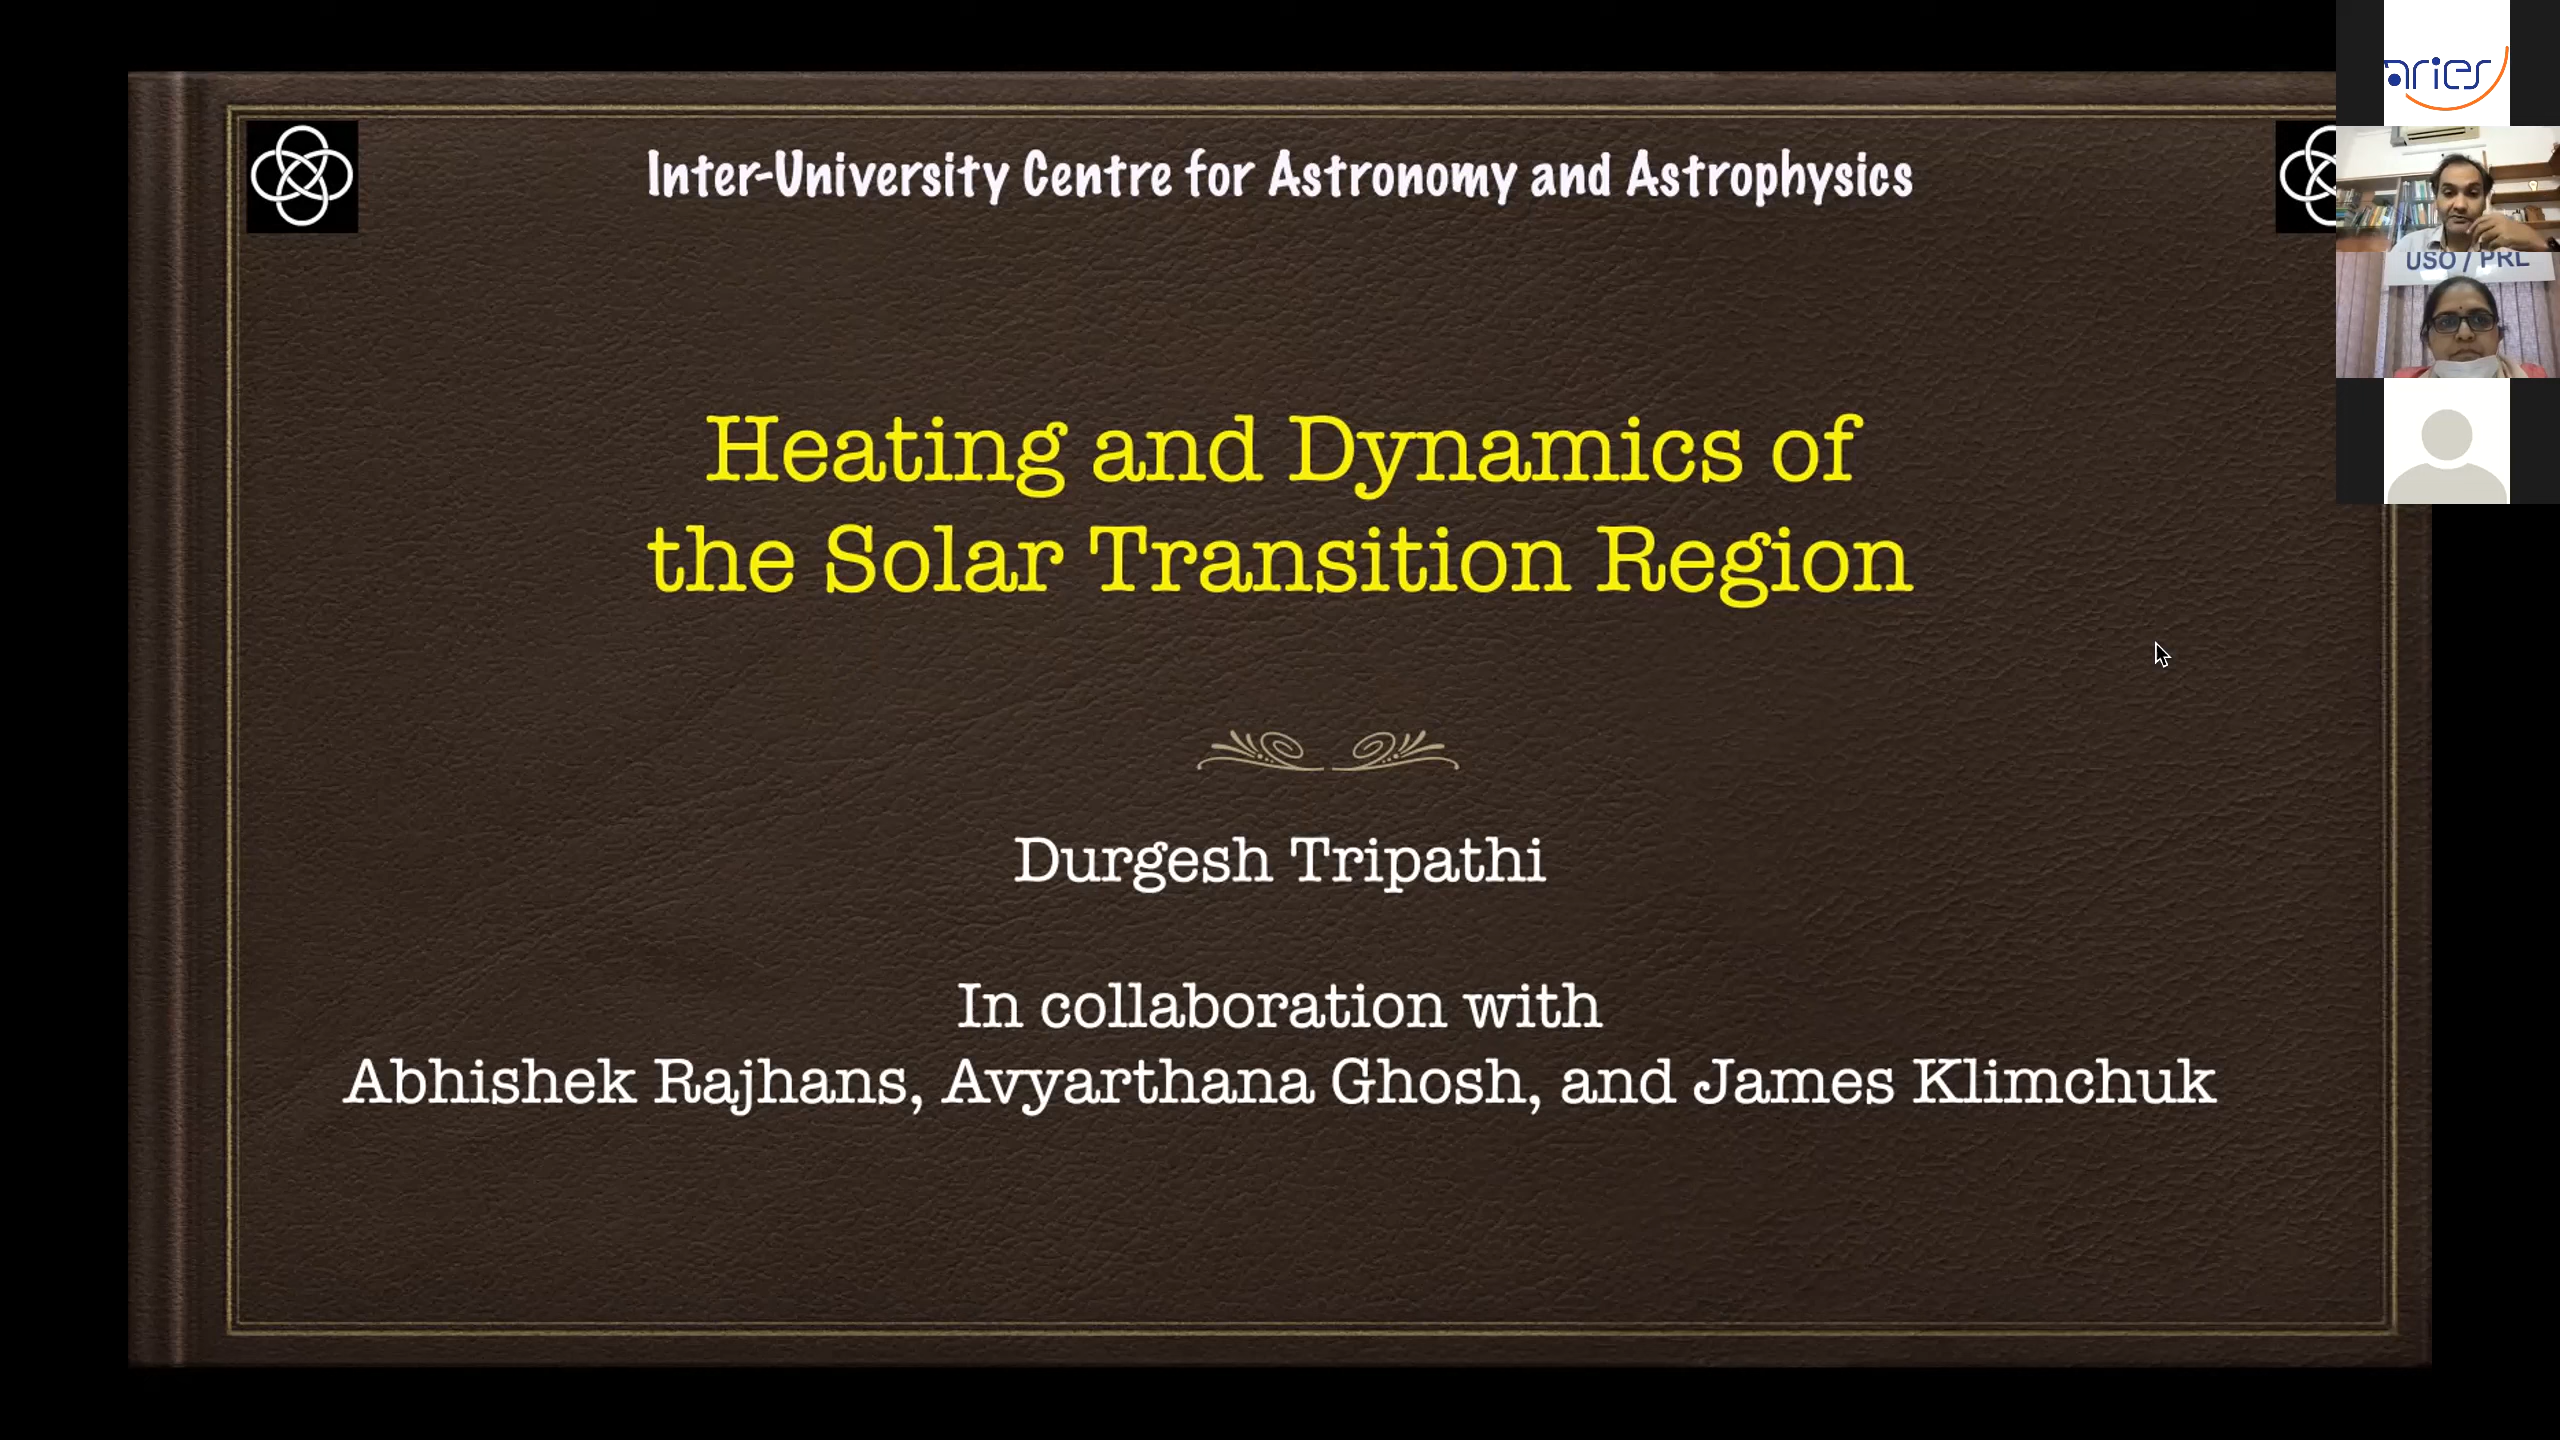 Inter-University Centre for Astronomy and Astrophysics
Heating and Dynamics of
the Solar Transition Region
Durgesh Tripathi
In collaboration with
Abhishek Rajhans, Avyarthana Ghosh, and James Klimchuk
aries
USO / PRL